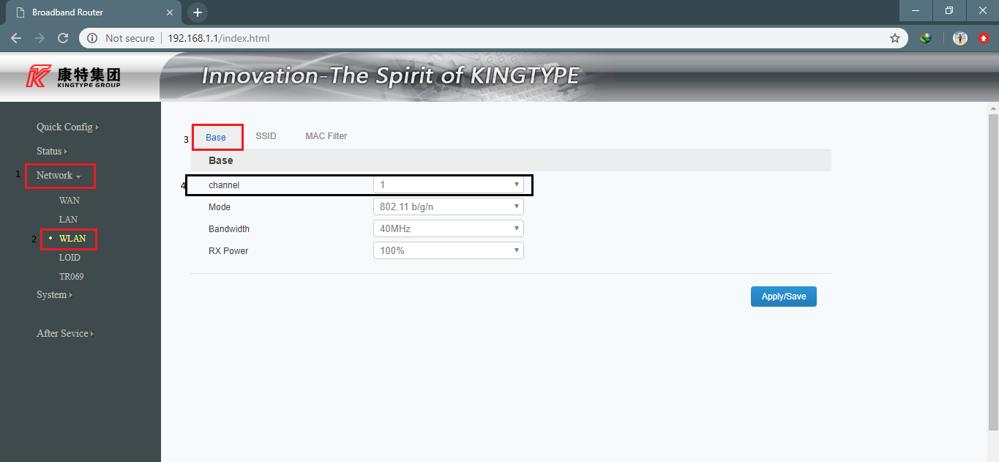 Broadband Router
Not secure 192.168.1.1/index.html
康特集团
KINGTYPE GROUP
Innovation-The Spirit of KINGTYPE
Quick Config
Status
1 Network
WAN
LAN
2 WLAN
LOID
TR069
System
After Sevice
3 Base SSID MAC Filter
Base
4 channel 1
Mode 802.11 b/g/n
Bandwidth 40MHz
RX Power 100%
Apply/Save